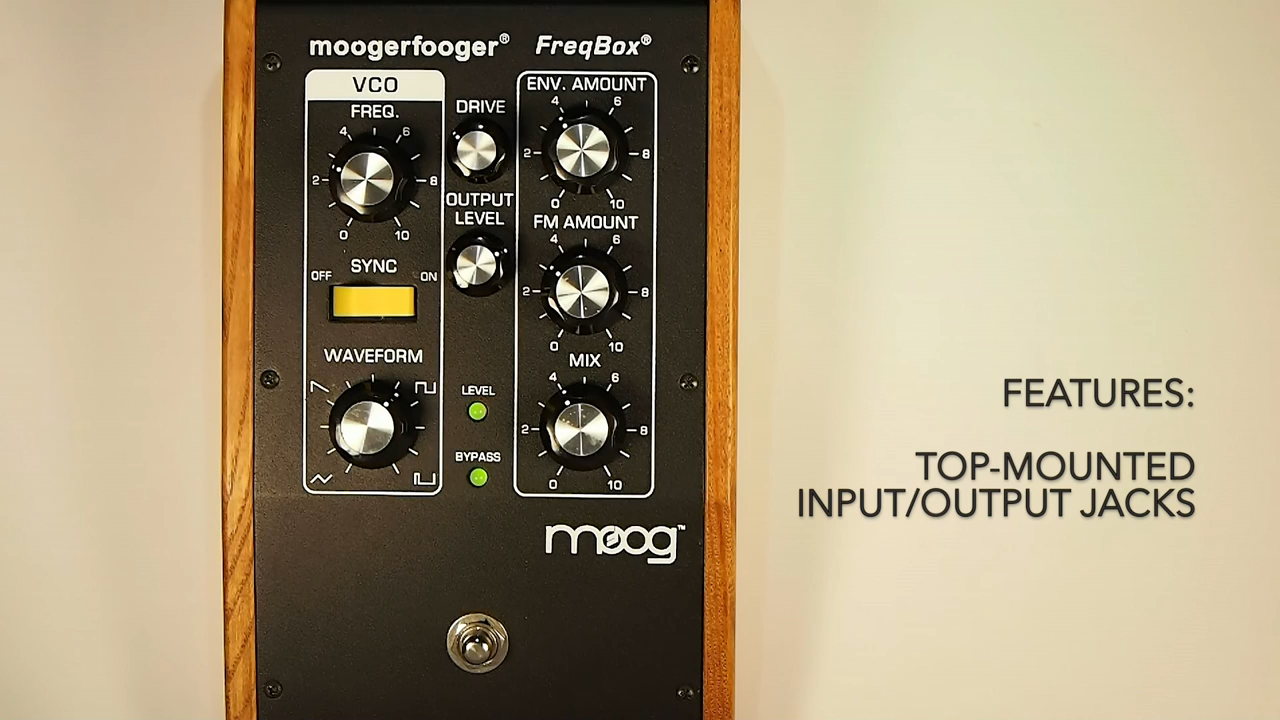 moogerfooger® FreqBox®
VCO
FREQ.
4 6
2 8
0 10
SYNC
OFF ON
WAVEFORM
DRIVE
OUTPUT
LEVEL
LEVEL
BYPASS
ENV. AMOUNT
4 6
2 8
0 10
FM AMOUNT
4 6
2 8
0 10
MIX
4 6
2 8
0 10
moog™
FEATURES:
TOP-MOUNTED
INPUT/OUTPUT JACKS